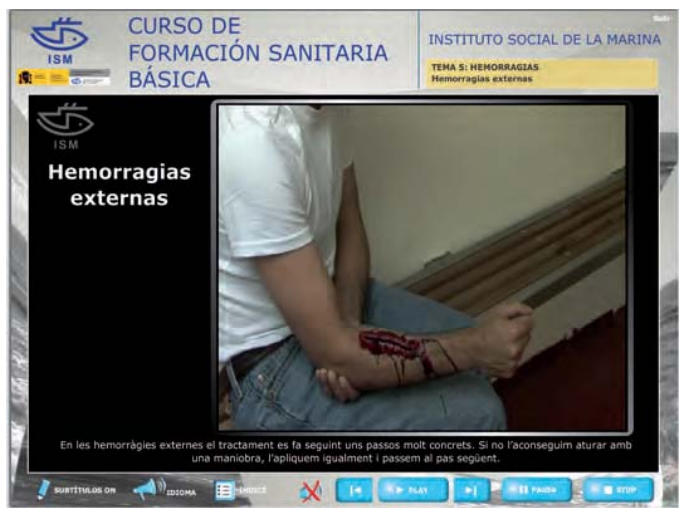 Salir
CURSO DE
FORMACIÓN SANITARIA
BÁSICA
ISM
INSTITUTO SOCIAL DE LA MARINA
TEMA 5: HEMORRAGIAS
Hemorragias externas
ISM
Hemorragias
externas
En les hemorràgies externes el tractament es fa seguint uns passos molt concrets. Si no l'aconseguim aturar amb
una maniobra, l'apliquem igualment i passem al pas següent.
SUBTÍTULOS ON
IDIOMA
ÍNDICE
PLAY
PAUSA
STOP